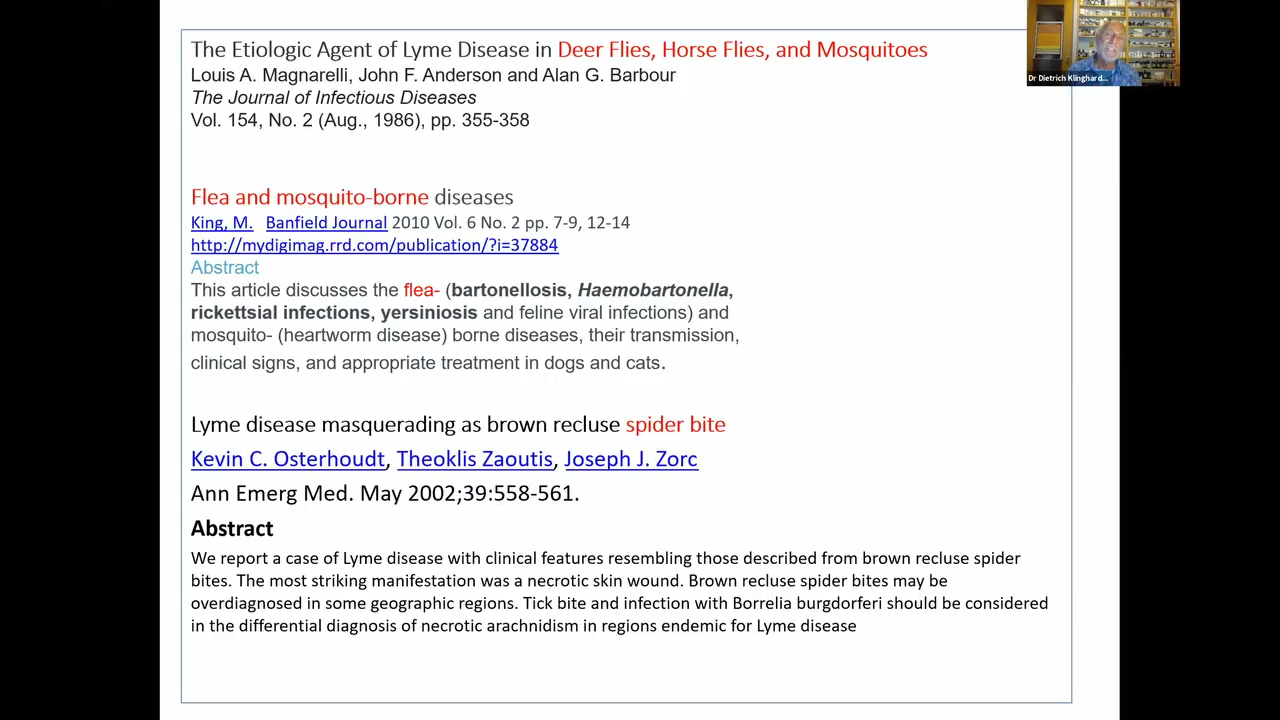 The Etiologic Agent of Lyme Disease in Deer Flies, Horse Flies, and Mosquitoes
Louis A. Magnarelli, John F. Anderson and Alan G. Barbour
The Journal of Infectious Diseases
Vol. 154, No. 2 (Aug., 1986), pp. 355-358
Flea and mosquito-borne diseases
King, M. Banfield Journal 2010 Vol. 6 No. 2 pp. 7-9, 12-14
http://mydigimag.rrd.com/publication/?i=37884
Abstract
This article discusses the flea- (bartonellosis, Haemobartonella,
rickettsial infections, yersiniosis and feline viral infections) and
mosquito- (heartworm disease) borne diseases, their transmission,
clinical signs, and appropriate treatment in dogs and cats.
Lyme disease masquerading as brown recluse spider bite
Kevin C. Osterhoudt, Theoklis Zaoutis, Joseph J. Zorc
Ann Emerg Med. May 2002;39:558-561.
Abstract
We report a case of Lyme disease with clinical features resembling those described from brown recluse spider
bites. The most striking manifestation was a necrotic skin wound. Brown recluse spider bites may be
overdiagnosed in some geographic regions. Tick bite and infection with Borrelia burgdorferi should be considered
in the differential diagnosis of necrotic arachnidism in regions endemic for Lyme disease
Dr Dietrich Klinghard...